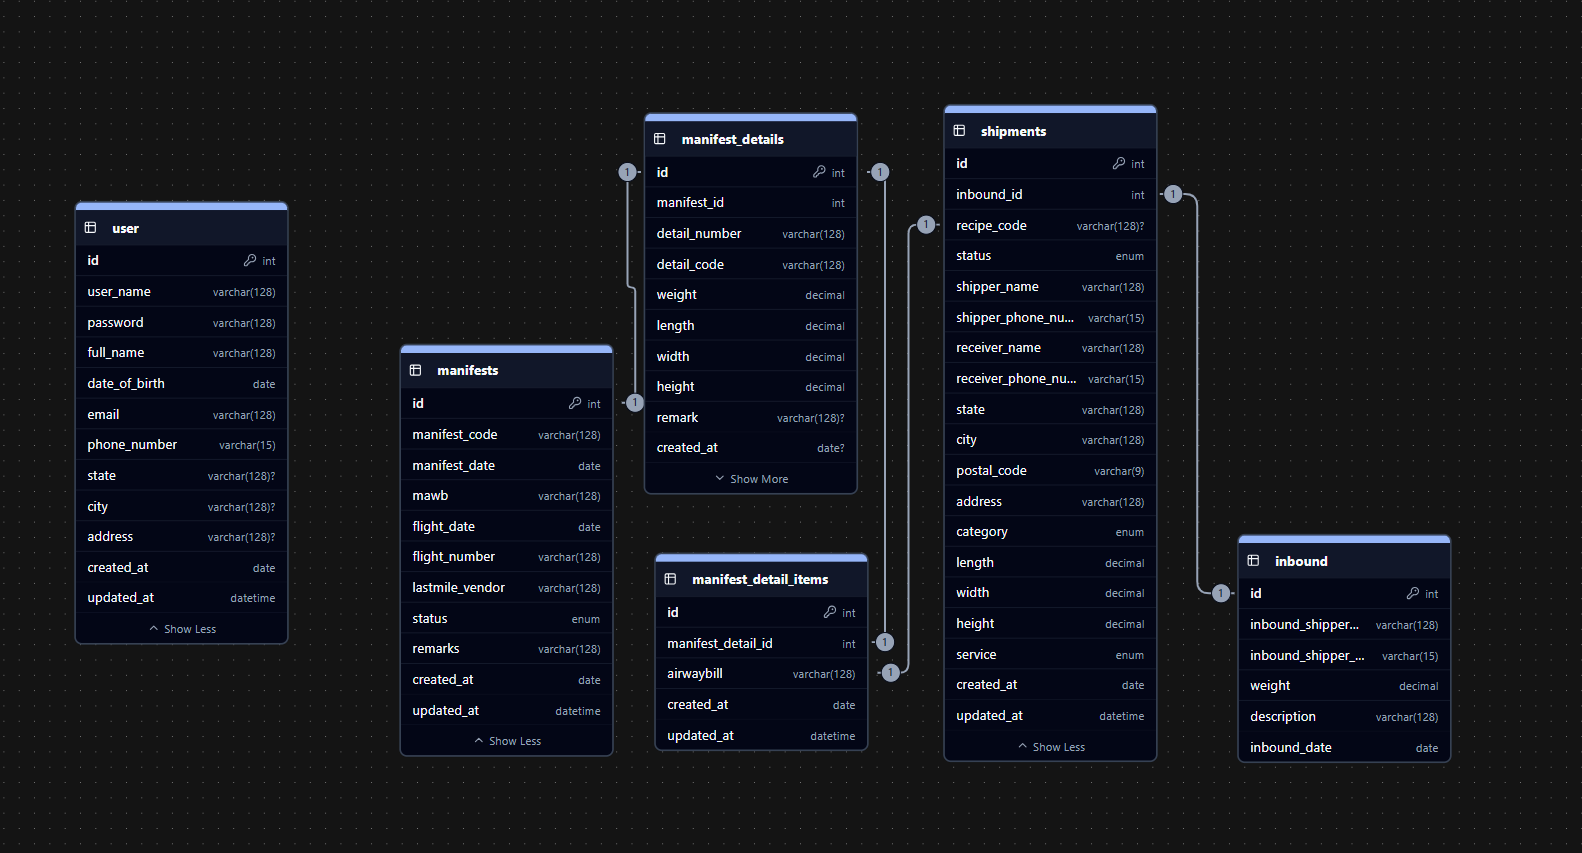 user
id int
user_name varchar(128)
password varchar(128)
full_name varchar(128)
date_of_birth date
email varchar(128)
phone_number varchar(15)
state varchar(128)?
city varchar(128)?
address varchar(128)?
created_at date
updated_at datetime
Show Less
manifests
id int
manifest_code varchar(128)
manifest_date date
mawb varchar(128)
flight_date date
flight_number varchar(128)
lastmile_vendor varchar(128)
status enum
remarks varchar(128)
created_at date
updated_at datetime
Show Less
1
1
manifest_details
id int
manifest_id int
detail_number varchar(128)
detail_code varchar(128)
weight decimal
length decimal
width decimal
height decimal
remark varchar(128)?
created_at date?
Show More
1
manifest_detail_items
id int
manifest_detail_id int
airwaybill varchar(128)
created_at date
updated_at datetime
1
1
1
shipments
id int
inbound_id int
recipe_code varchar(128)?
status enum
shipper_name varchar(128)
shipper_phone_nu... varchar(15)
receiver_name varchar(128)
receiver_phone_nu... varchar(15)
state varchar(128)
city varchar(128)
postal_code varchar(9)
address varchar(128)
category enum
length decimal
width decimal
height decimal
service enum
created_at date
updated_at datetime
Show Less
1
1
inbound
id int
inbound_shipper... varchar(128)
inbound_shipper_... varchar(15)
weight decimal
description varchar(128)
inbound_date date